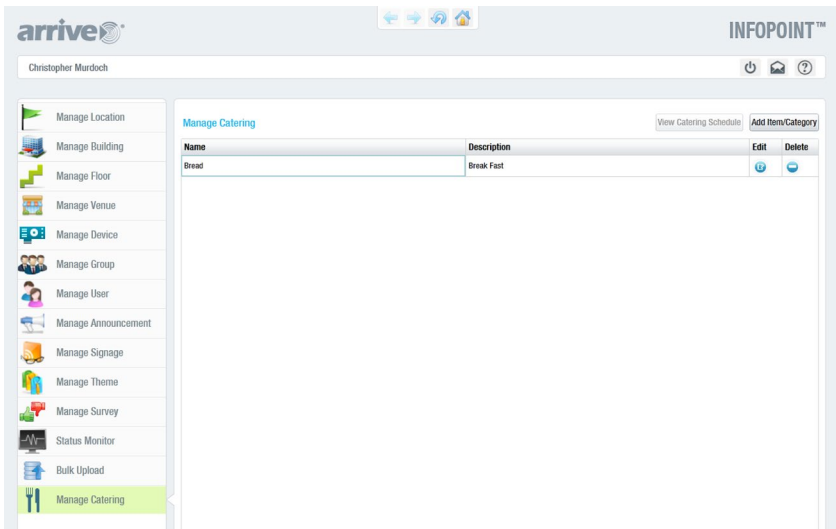 arrive
INFOPOINT™
Christopher Murdoch
Manage Location
Manage Building
Manage Floor
Manage Venue
Manage Device
Manage Group
Manage User
Manage Announcement
Manage Signage
Manage Theme
Manage Survey
Status Monitor
Bulk Upload
Manage Catering
Manage Catering
View Catering Schedule
Add Item/Category
Name Description Edit Delete
Bread Break Fast